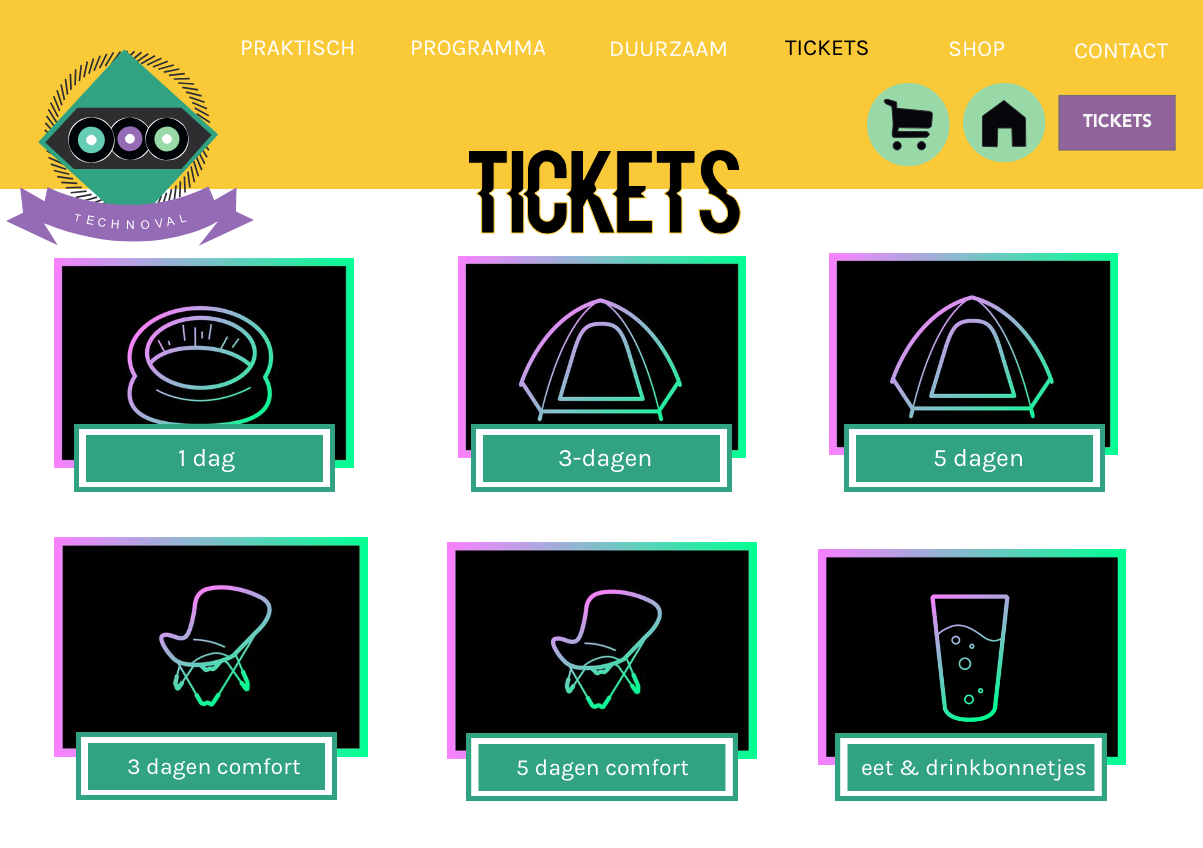 PRAKTISCH
PROGRAMMA
DUURZAAM
TICKETS
SHOP
CONTACT
TICKETS
TICKETS
TECHNOVAL
1 dag
3-dagen
5 dagen
3 dagen comfort
5 dagen comfort
eet & drinkbonnetjes